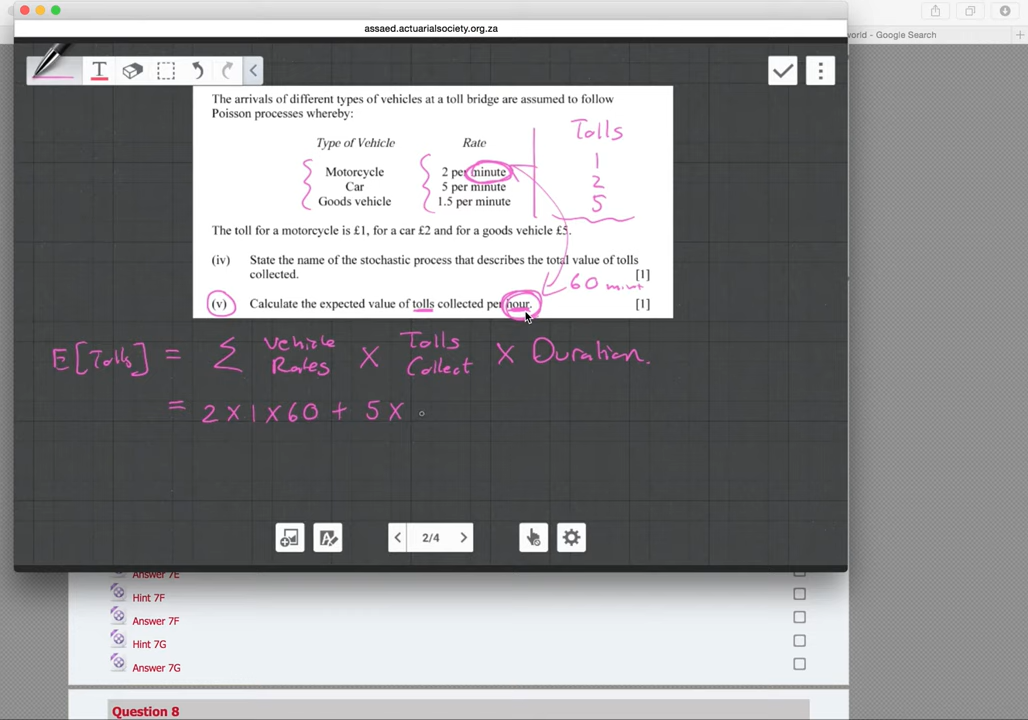 assaed.actuarialsociety.org.za
world - Google Search
T
The arrivals of different types of vehicles at a toll bridge are assumed to follow
Poisson processes whereby:
Type of Vehicle Rate Tolls
Motorcycle 2 per minute 1
Car 5 per minute 2
Goods vehicle 1.5 per minute 5
The toll for a motorcycle is £1, for a car £2 and for a goods vehicle £5.
(iv) State the name of the stochastic process that describes the total value of tolls
collected. [1]
60 mint
(v) Calculate the expected value of tolls collected per hour. [1]
E[Tolls] = Σ Vehicle Rates X Tolls Collect X Duration.
= 2 X 1 X 60 + 5 X
2/4
Answer 7E
Hint 7F
Answer 7F
Hint 7G
Answer 7G
Question 8